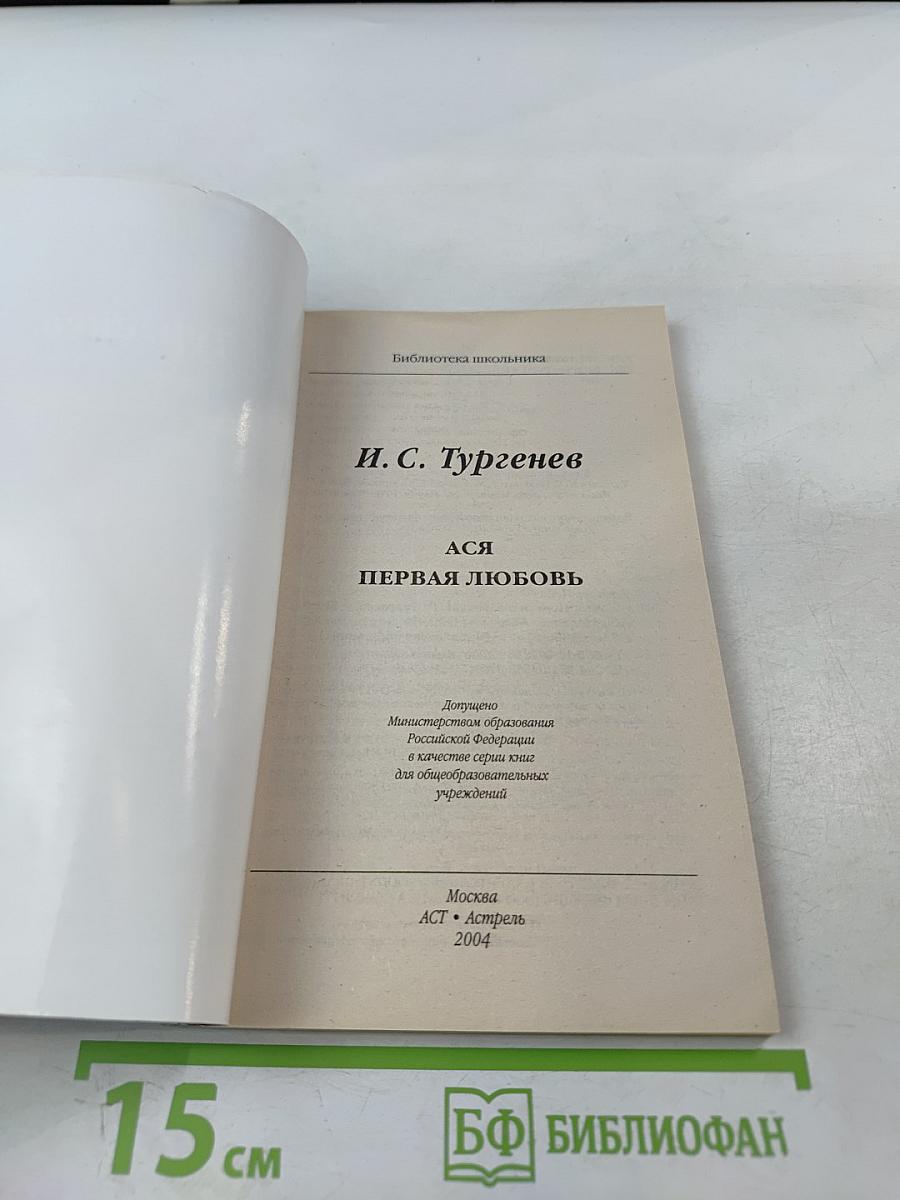 Библиотека школьника
И. С. Тургенев
АСЯ
ПЕРВАЯ ЛЮБОВЬ
Допущено
Министерством образования
Российской Федерации
в качестве серии книг
для общеобразовательных
учреждений
Москва
АСТ • Астрель
2004
15 см
БФ БИБЛИОФАН